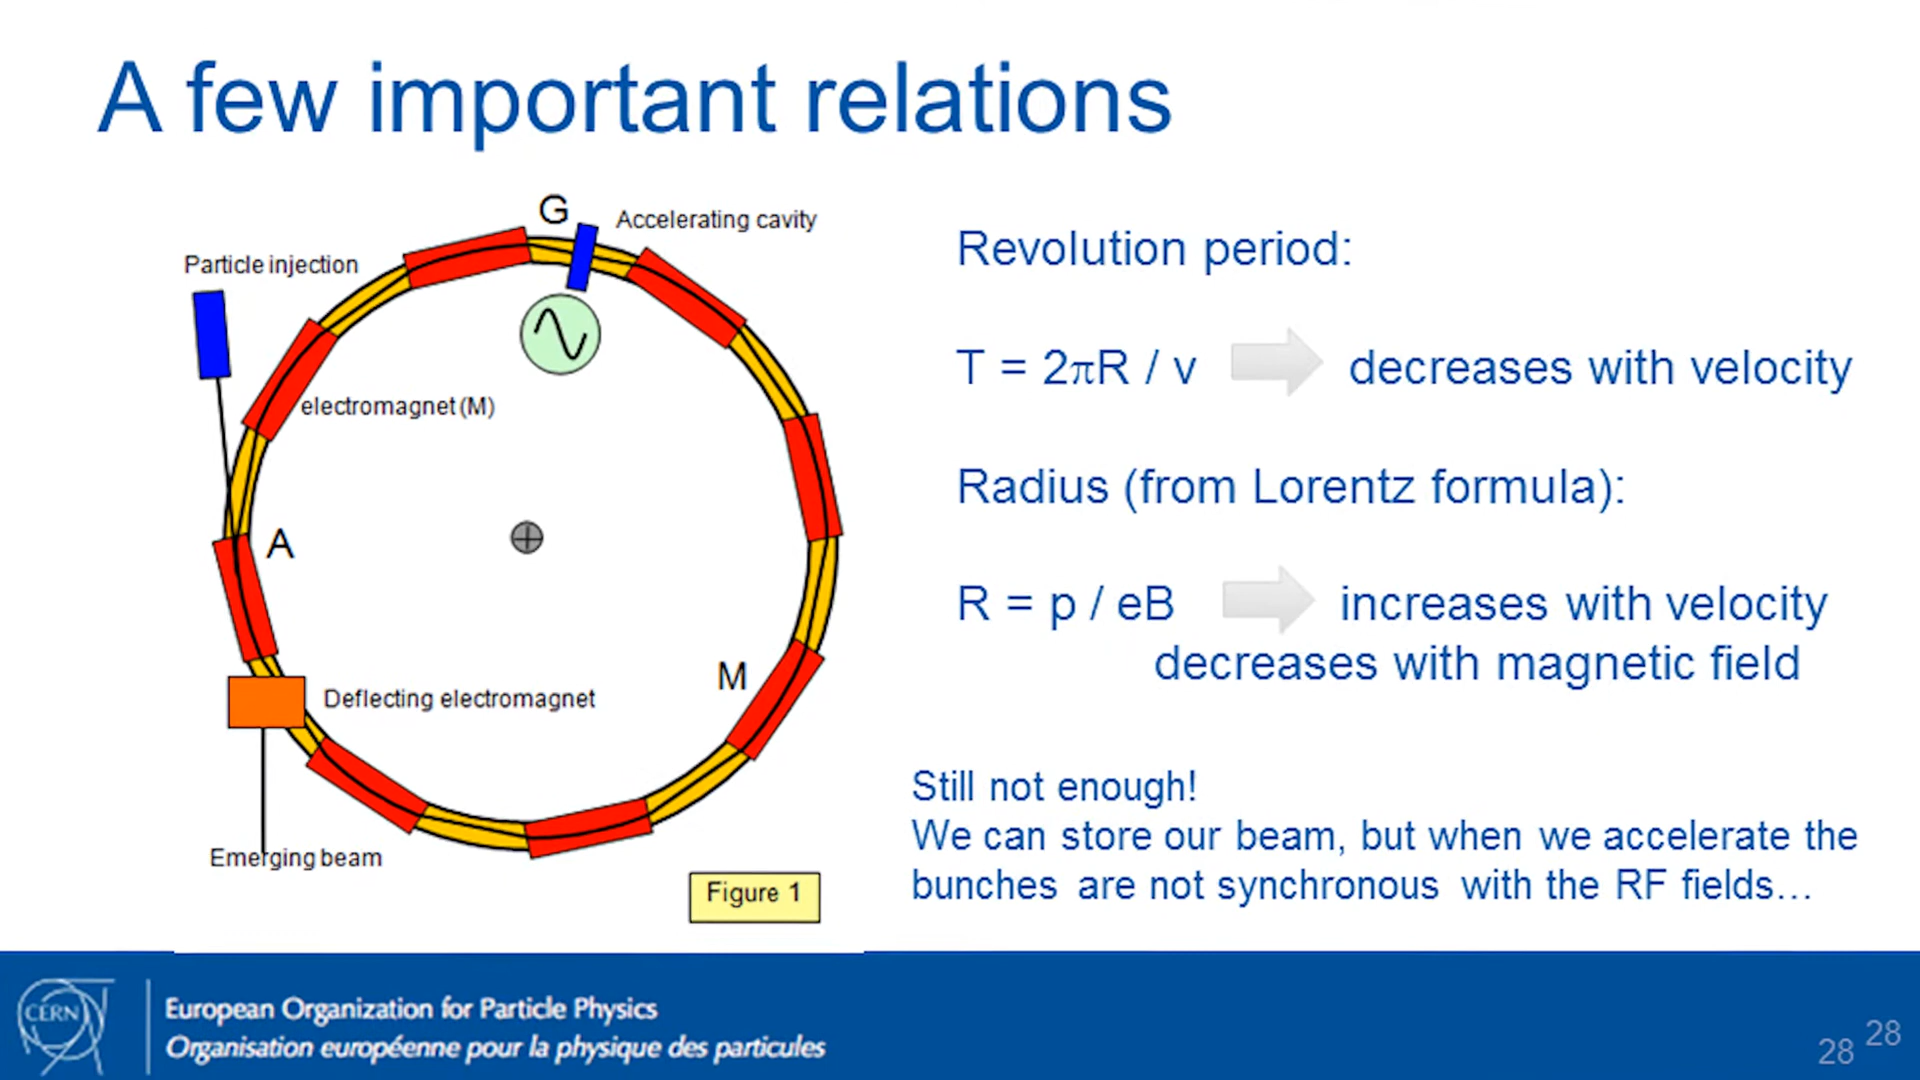 A few important relations
G
Accelerating cavity
Particle injection
electromagnet (M)
A
M
Deflecting electromagnet
Emerging beam
Figure 1
Revolution period:
T = 2πR / v decreases with velocity
Radius (from Lorentz formula):
R = p / eB increases with velocity
decreases with magnetic field
Still not enough!
We can store our beam, but when we accelerate the
bunches are not synchronous with the RF fields...
CERN
European Organization for Particle Physics
Organisation européenne pour la physique des particules
28
28